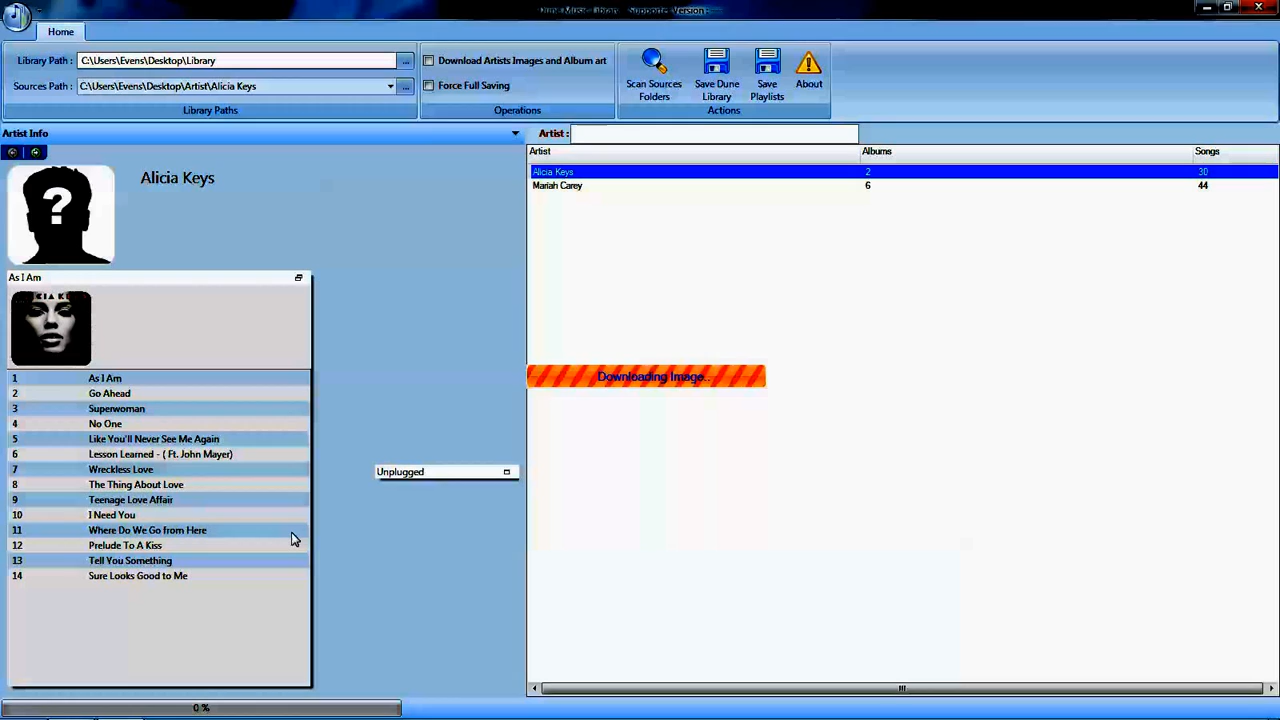 Dune Music Library - Supporter Version
Home
Library Path : C:\Users\Evens\Desktop\Library ...
Sources Path : C:\Users\Evens\Desktop\Artist\Alicia Keys ...
Library Paths
Download Artists Images and Album art
Force Full Saving
Operations
Scan Sources Folders
Save Dune Library
Save Playlists
About
Actions
Artist Info
Alicia Keys
?
As I Am
1 As I Am
2 Go Ahead
3 Superwoman
4 No One
5 Like You'll Never See Me Again
6 Lesson Learned - ( Ft. John Mayer)
7 Wreckless Love
8 The Thing About Love
9 Teenage Love Affair
10 I Need You
11 Where Do We Go from Here
12 Prelude To A Kiss
13 Tell You Something
14 Sure Looks Good to Me
Unplugged
Artist :
Artist Albums Songs
Alicia Keys 2 30
Mariah Carey 6 44
Downloading Image..
0 %